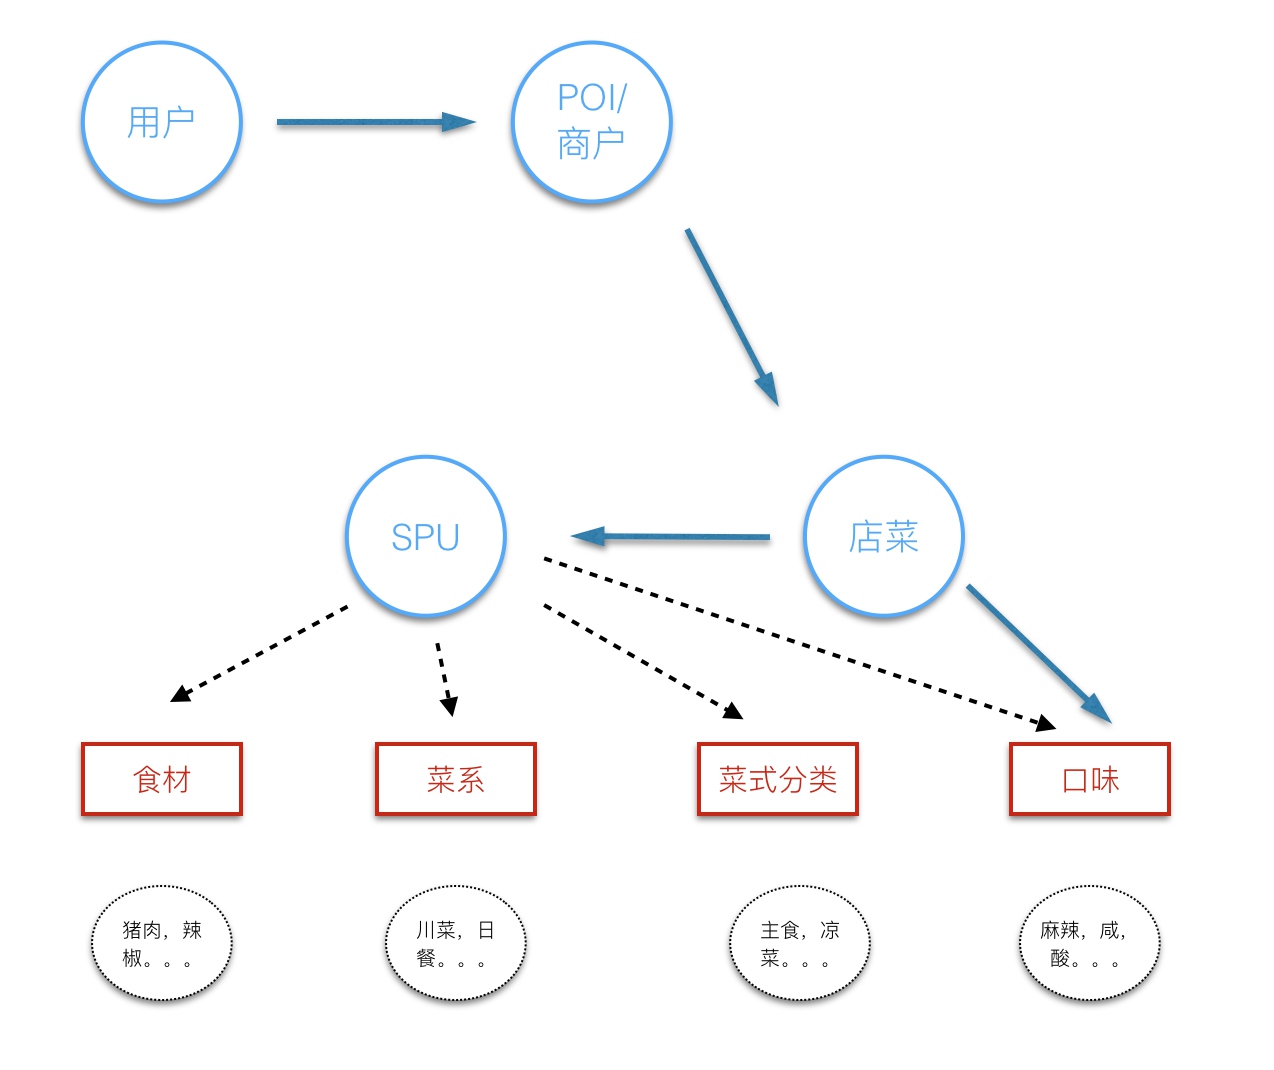 用户
POI/
商户
SPU
店菜
食材
菜系
菜式分类
口味
猪肉，辣
椒。。。
川菜，日
餐。。。
主食，凉
菜。。。
麻辣，咸，
酸。。。